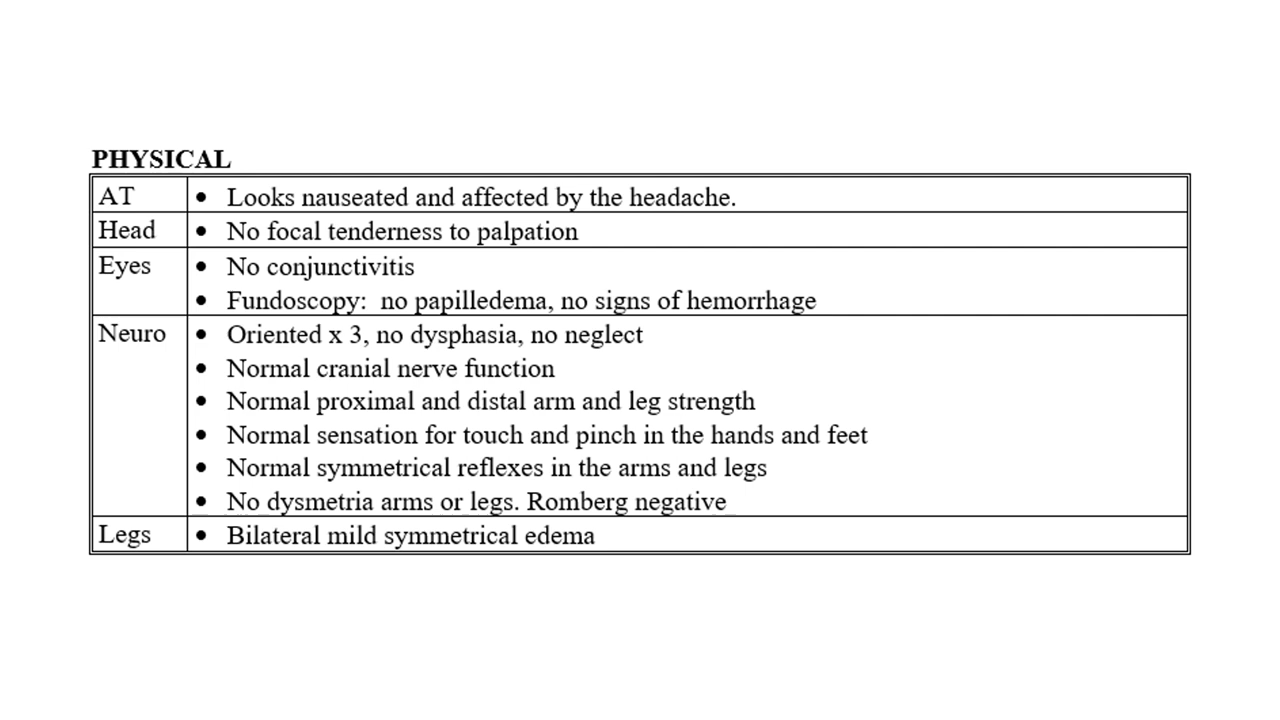 PHYSICAL
AT • Looks nauseated and affected by the headache.
Head • No focal tenderness to palpation
Eyes • No conjunctivitis
• Fundoscopy:  no papilledema, no signs of hemorrhage
Neuro • Oriented x 3, no dysphasia, no neglect
• Normal cranial nerve function
• Normal proximal and distal arm and leg strength
• Normal sensation for touch and pinch in the hands and feet
• Normal symmetrical reflexes in the arms and legs
• No dysmetria arms or legs. Romberg negative
Legs • Bilateral mild symmetrical edema